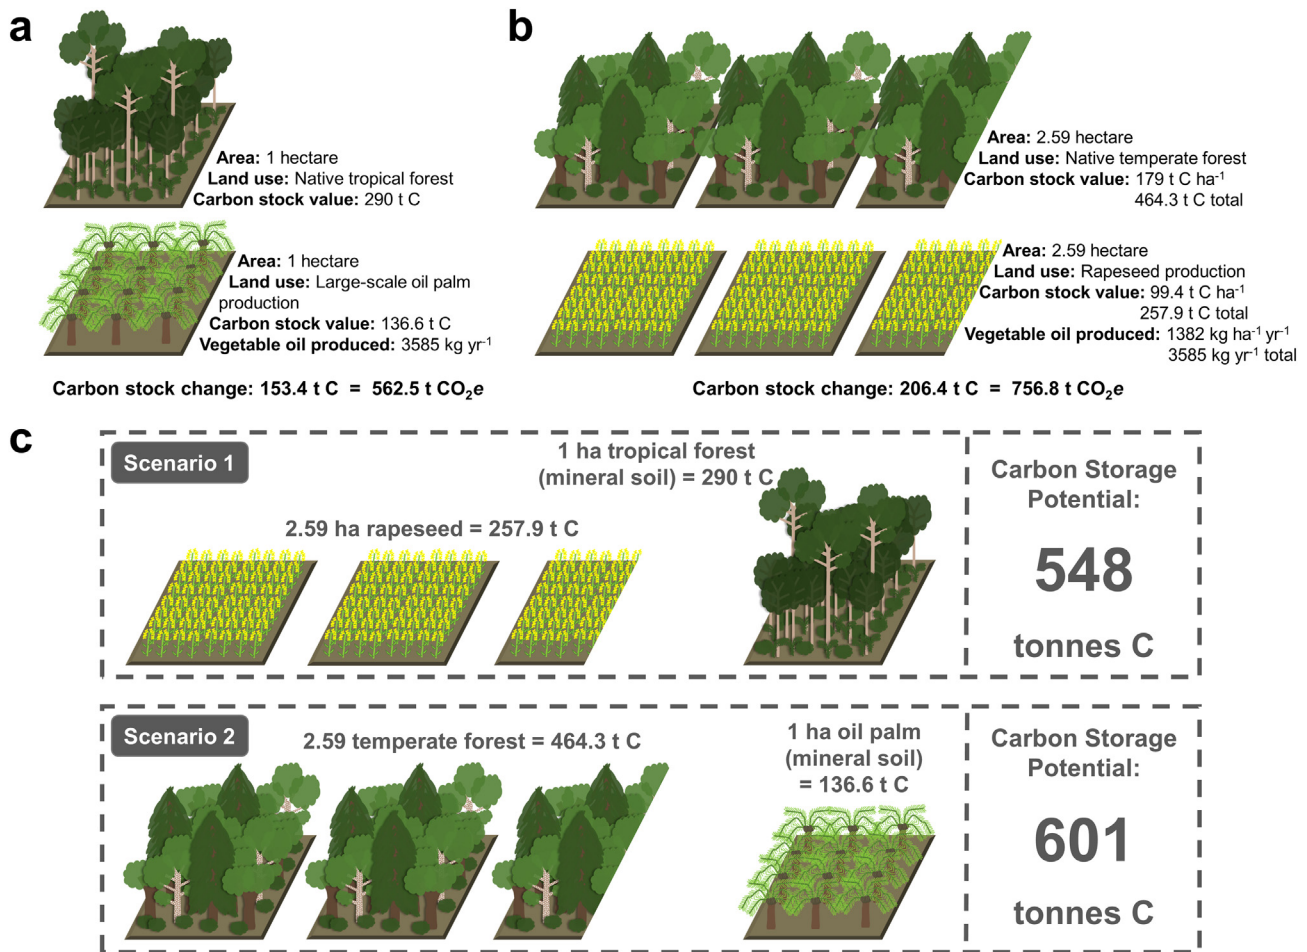 a
Area: 1 hectare
Land use: Native tropical forest
Carbon stock value: 290 t C
Area: 1 hectare
Land use: Large-scale oil palm
production
Carbon stock value: 136.6 t C
Vegetable oil produced: 3585 kg yr⁻¹
Carbon stock change: 153.4 t C = 562.5 t CO₂e
b
Area: 2.59 hectare
Land use: Native temperate forest
Carbon stock value: 179 t C ha⁻¹
464.3 t C total
Area: 2.59 hectare
Land use: Rapeseed production
Carbon stock value: 99.4 t C ha⁻¹
257.9 t C total
Vegetable oil produced: 1382 kg ha⁻¹ yr⁻¹
3585 kg yr⁻¹ total
Carbon stock change: 206.4 t C = 756.8 t CO₂e
c
Scenario 1
1 ha tropical forest
(mineral soil) = 290 t C
2.59 ha rapeseed = 257.9 t C
Carbon Storage
Potential:
548
tonnes C
Scenario 2
2.59 temperate forest = 464.3 t C
1 ha oil palm
(mineral soil)
= 136.6 t C
Carbon Storage
Potential:
601
tonnes C